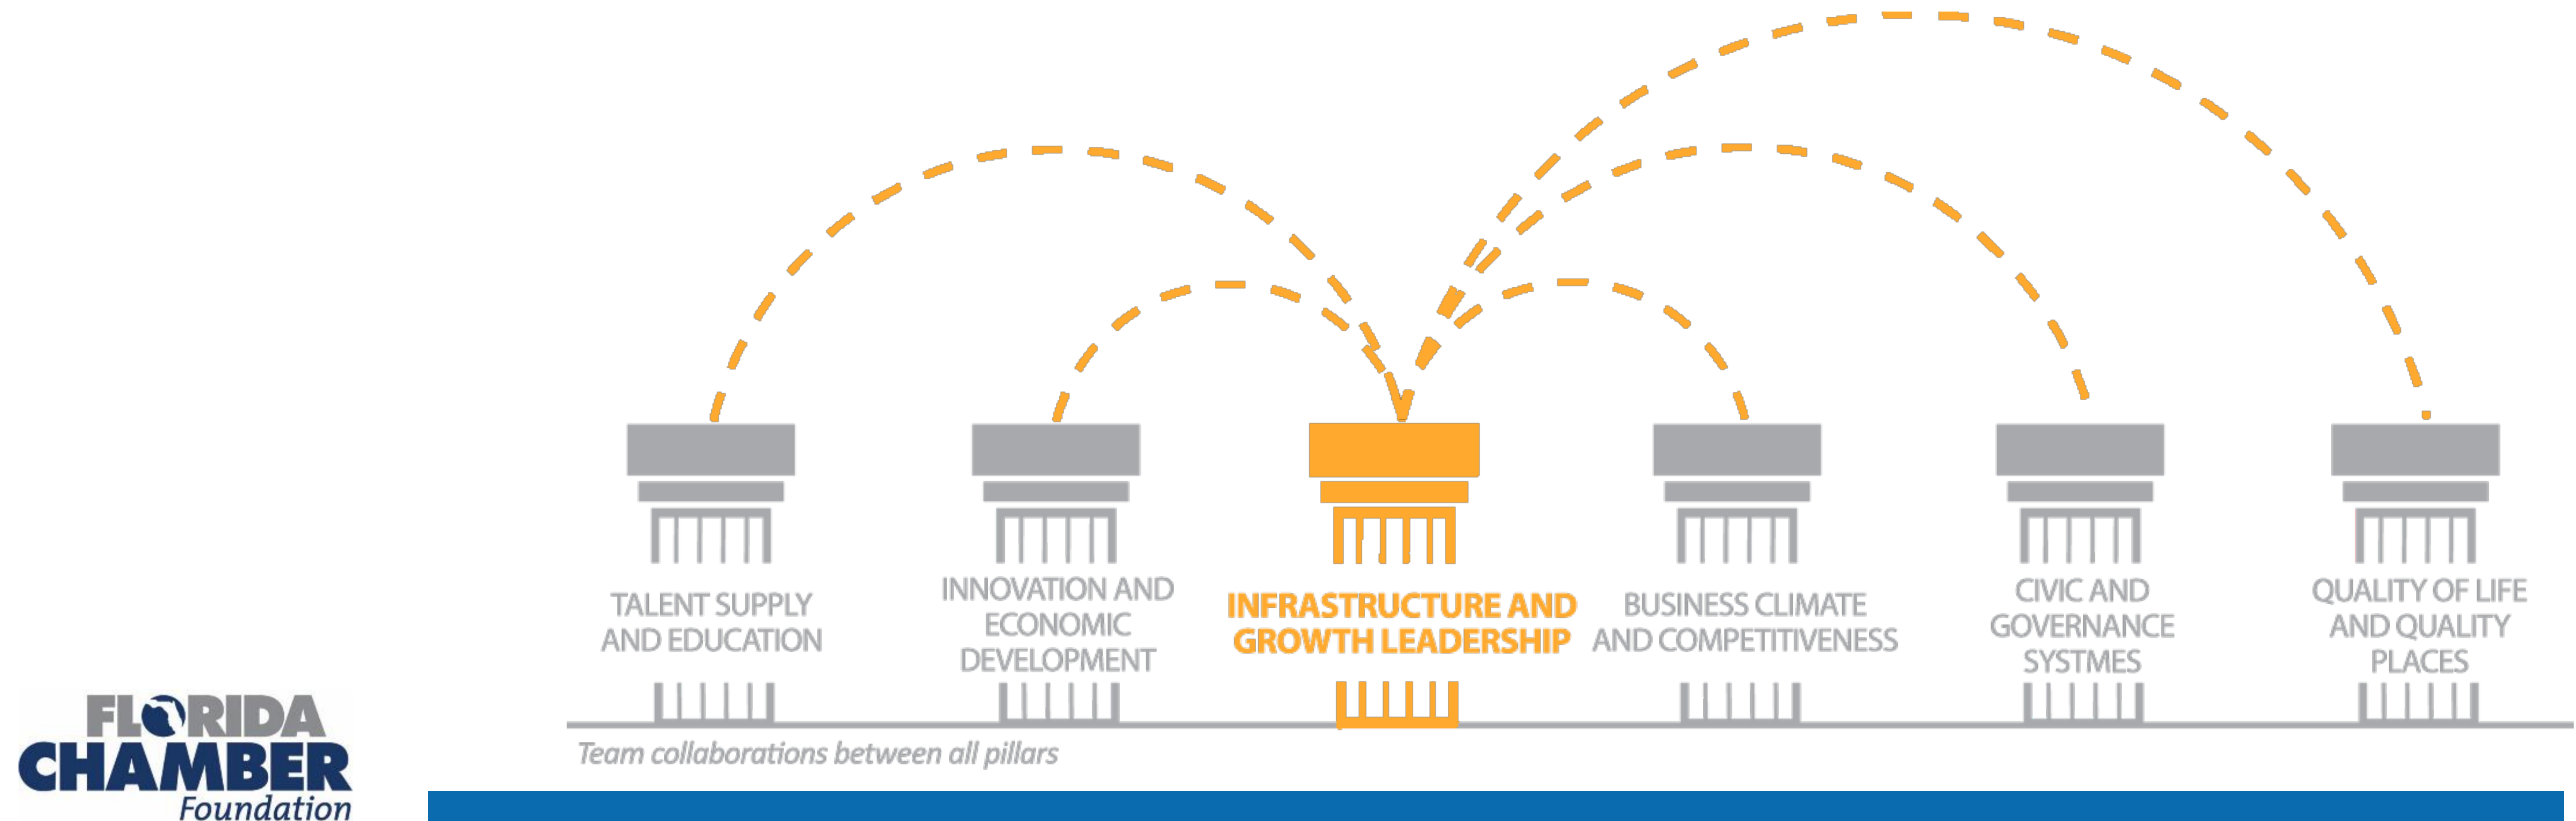 TALENT SUPPLY
AND EDUCATION
INNOVATION AND
ECONOMIC
DEVELOPMENT
INFRASTRUCTURE AND
GROWTH LEADERSHIP
BUSINESS CLIMATE
AND COMPETITIVENESS
CIVIC AND
GOVERNANCE
SYSTMES
QUALITY OF LIFE
AND QUALITY
PLACES
Team collaborations between all pillars
FLORIDA
CHAMBER
Foundation